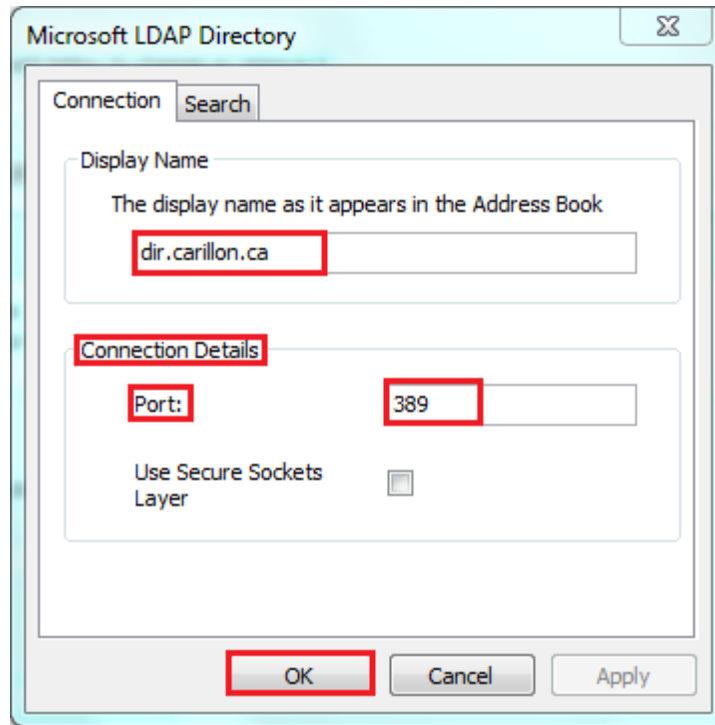 Microsoft LDAP Directory
Connection
Search
Display Name
The display name as it appears in the Address Book
dir.carillon.ca
Connection Details
Port:
389
Use Secure Sockets
Layer
OK
Cancel
Apply